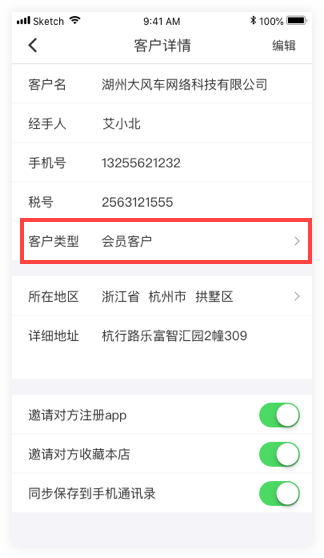 Sketch 9:41 AM 100%
客户详情 编辑
客户名 湖州大风车网络科技有限公司
经手人 艾小北
手机号 13255621232
税号 2563121555
客户类型 会员客户
所在地区 浙江省 杭州市 拱墅区
详细地址 杭行路乐富智汇园2幢309
邀请对方注册app
邀请对方收藏本店
同步保存到手机通讯录